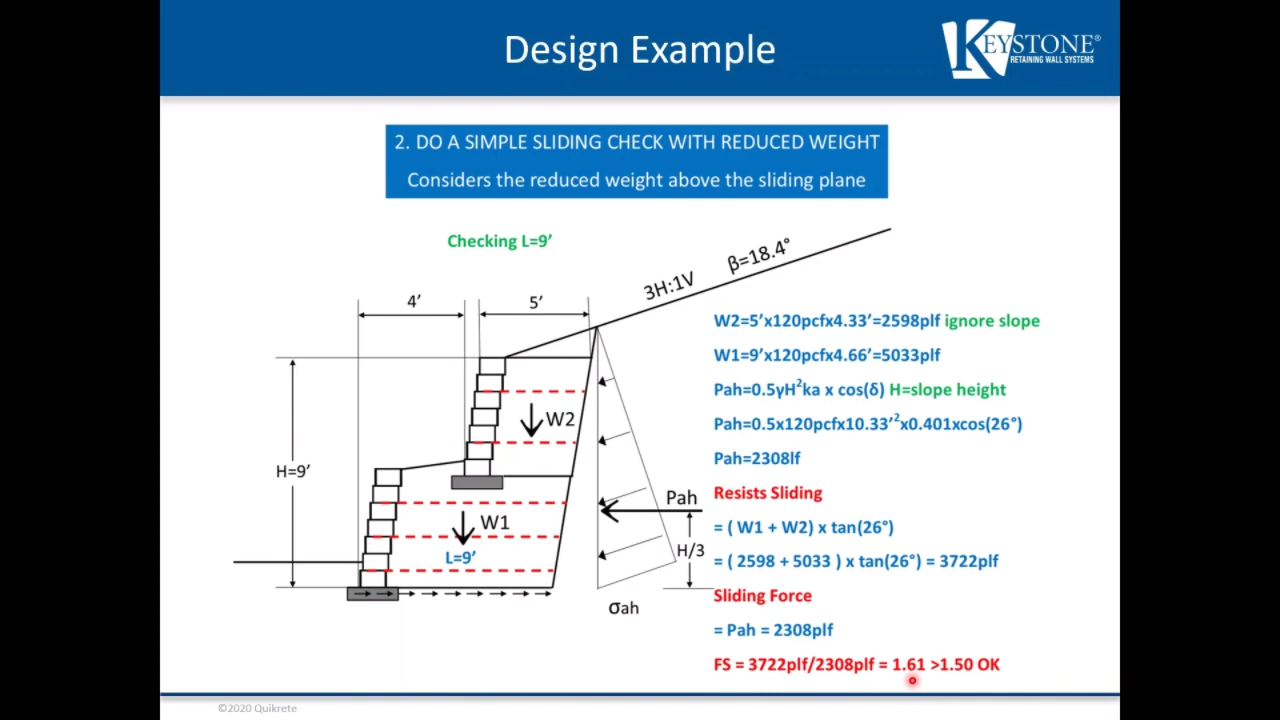 Design Example
KEYSTONE®
RETAINING WALL SYSTEMS
2. DO A SIMPLE SLIDING CHECK WITH REDUCED WEIGHT
Considers the reduced weight above the sliding plane
Checking L=9’
3H:1V β=18.4°
4’ 5’
W2
H=9’
W1
L=9’
Pah
H/3
σah
W2=5’x120pcfx4.33’=2598plf ignore slope
W1=9’x120pcfx4.66’=5033plf
Pah=0.5γH²ka x cos(δ) H=slope height
Pah=0.5x120pcfx10.33’²x0.401xcos(26°)
Pah=2308lf
Resists Sliding
= ( W1 + W2) x tan(26°)
= ( 2598 + 5033 ) x tan(26°) = 3722plf
Sliding Force
= Pah = 2308plf
FS = 3722plf/2308plf = 1.61 >1.50 OK
©2020 Quikrete